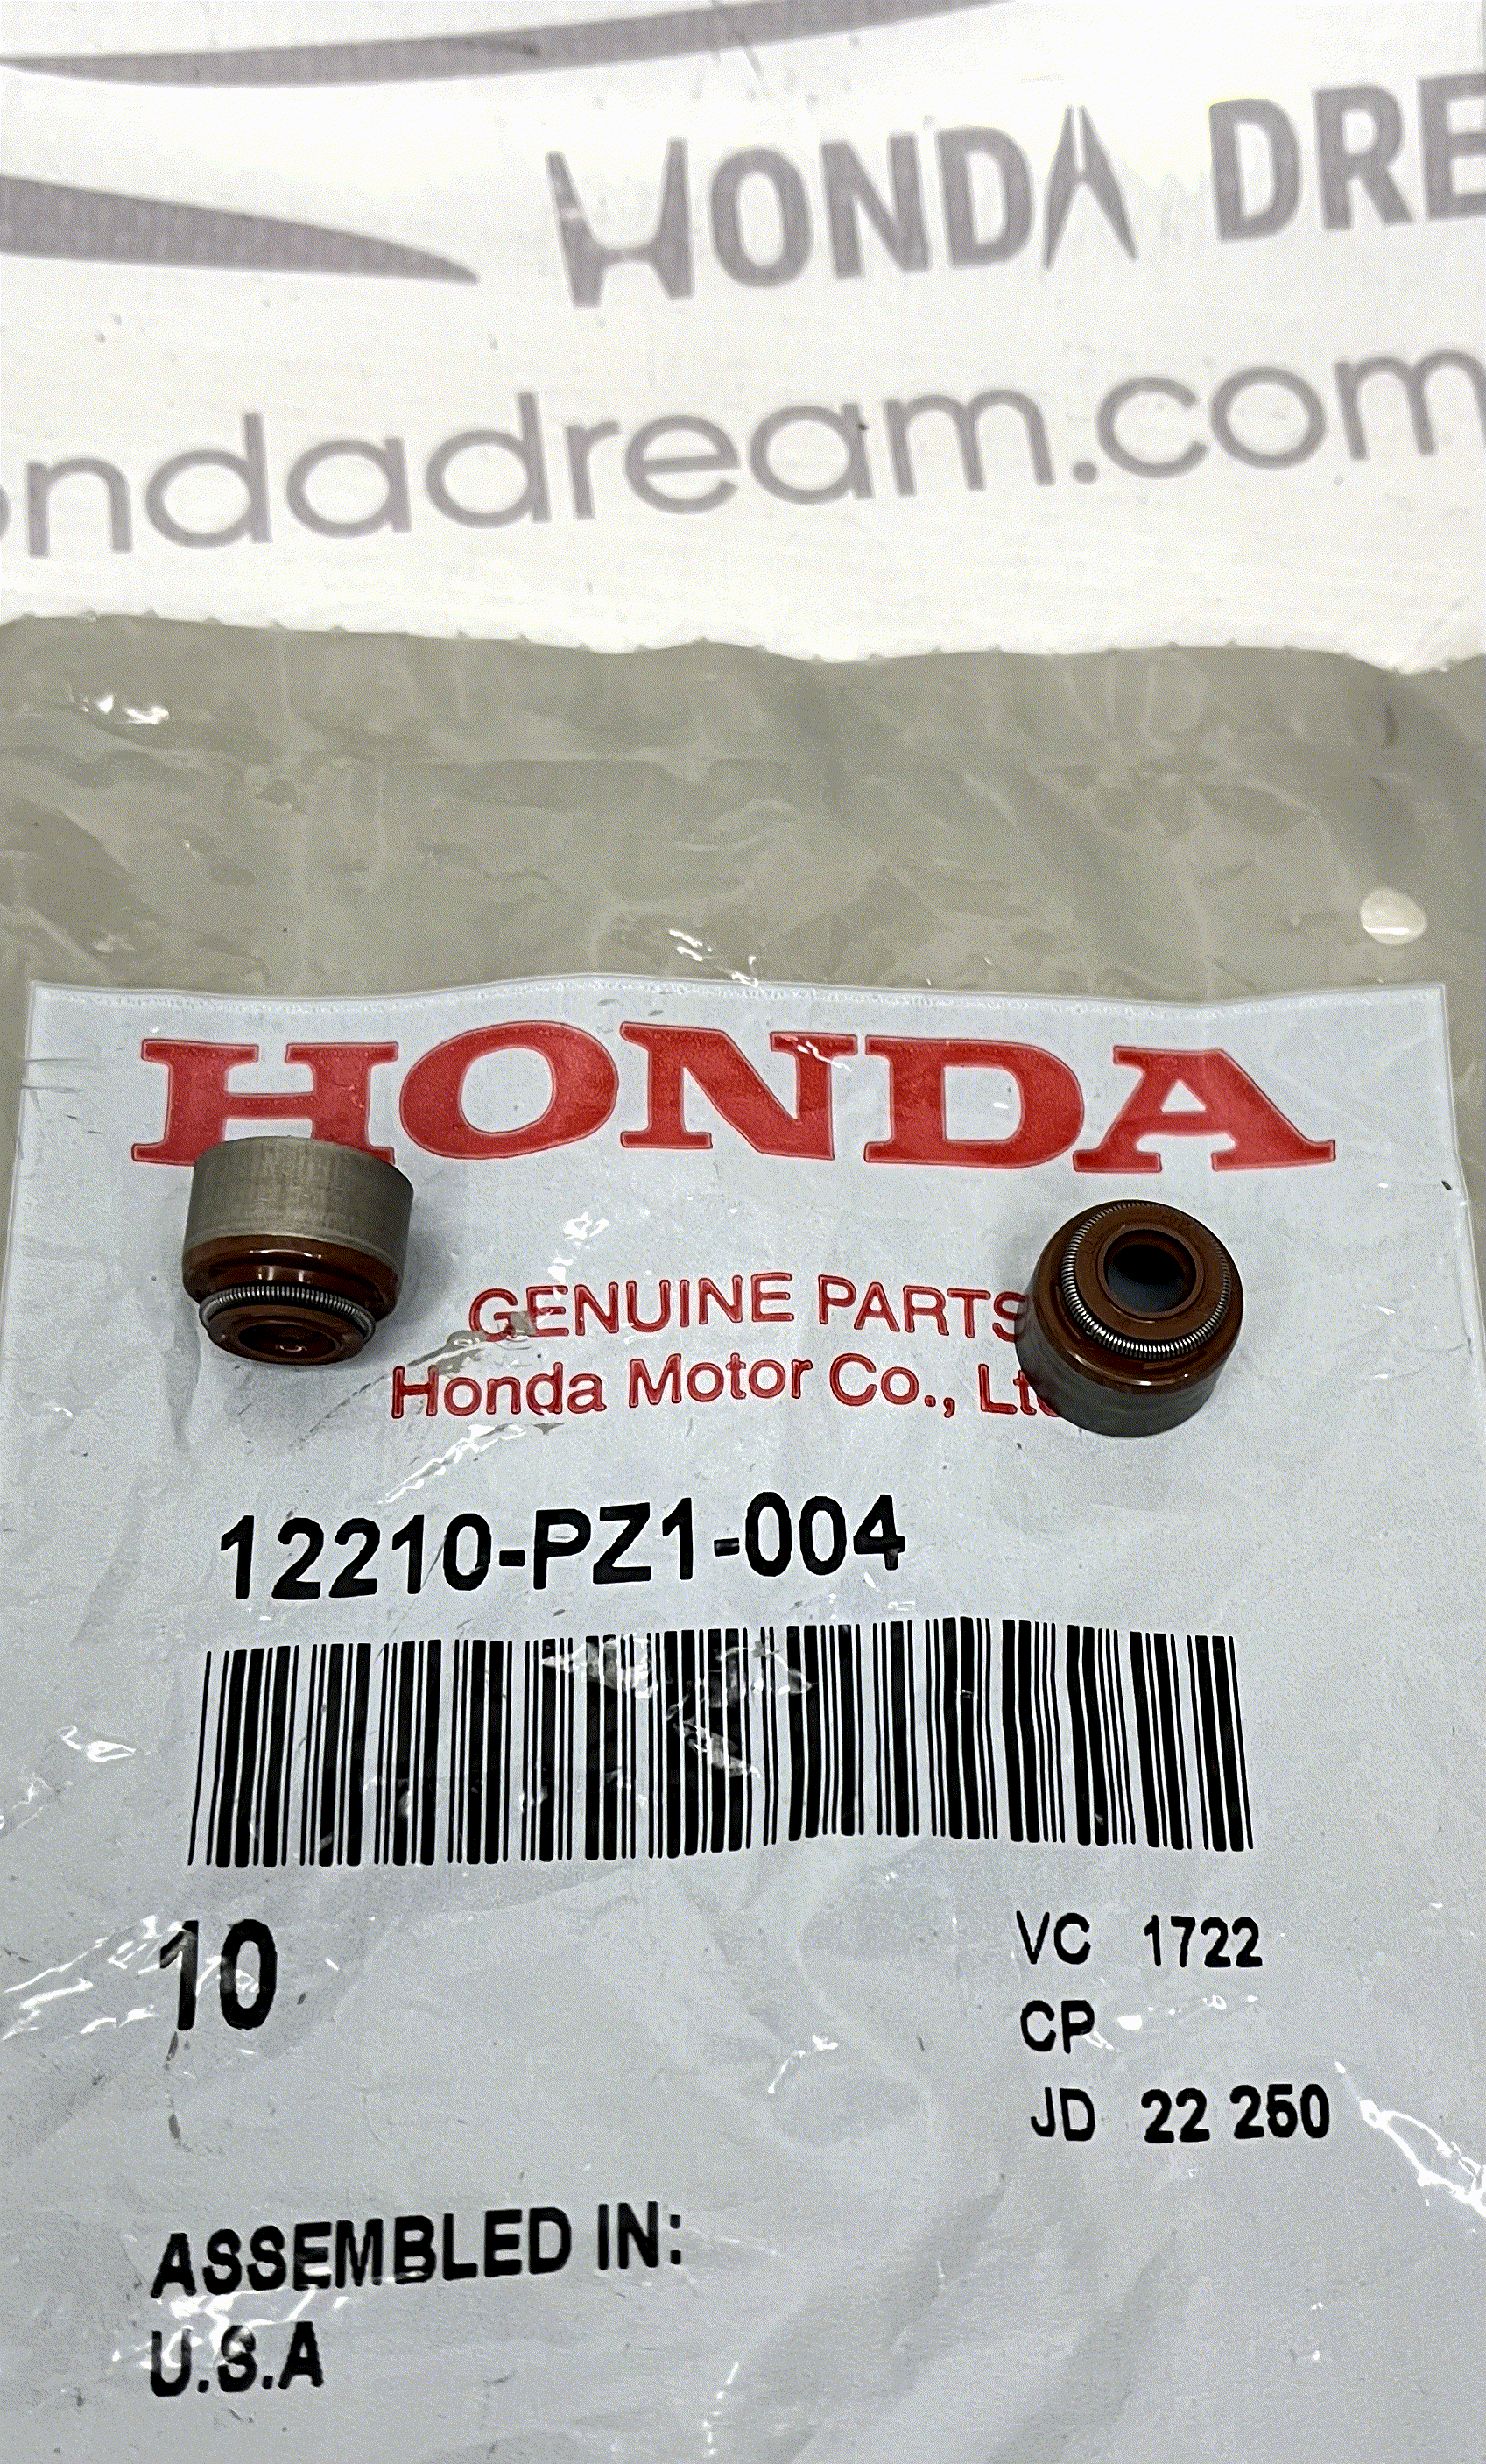 HONDA DRE
ondadream.com
HONDA
GENUINE PARTS
Honda Motor Co., Ltd
12210-PZ1-004
10
VC 1722
CP
JD 22 250
ASSEMBLED IN:
U.S.A